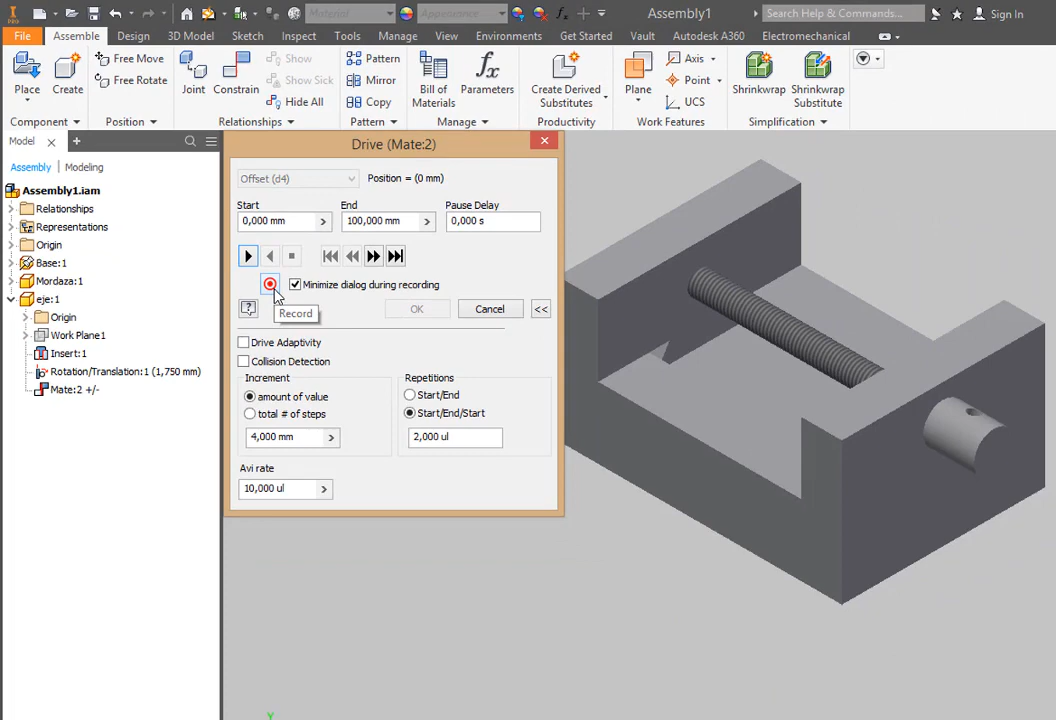 PRO
Material
Appearance
fx
Assembly1
Search Help & Commands...
Sign In
File
Assemble
Design
3D Model
Sketch
Inspect
Tools
Manage
View
Environments
Get Started
Vault
Autodesk A360
Electromechanical
Place
Create
Free Move
Free Rotate
Joint
Constrain
Show
Show Sick
Hide All
Pattern
Mirror
Copy
Bill of
Materials
fx
Parameters
Create Derived
Substitutes
Plane
Axis
Point
UCS
Shrinkwrap
Shrinkwrap
Substitute
Component
Position
Relationships
Pattern
Manage
Productivity
Work Features
Simplification
Model
Assembly
Modeling
Assembly1.iam
Relationships
Representations
Origin
Base:1
Mordaza:1
eje:1
Origin
Work Plane1
Insert:1
Rotation/Translation:1 (1,750 mm)
Mate:2 +/-
Drive (Mate:2)
Offset (d4)
Position = (0 mm)
Start
End
Pause Delay
0,000 mm
100,000 mm
0,000 s
Minimize dialog during recording
Record
OK
Cancel
<<
Drive Adaptivity
Collision Detection
Increment
amount of value
total # of steps
4,000 mm
Repetitions
Start/End
Start/End/Start
2,000 ul
Avi rate
10,000 ul
Y